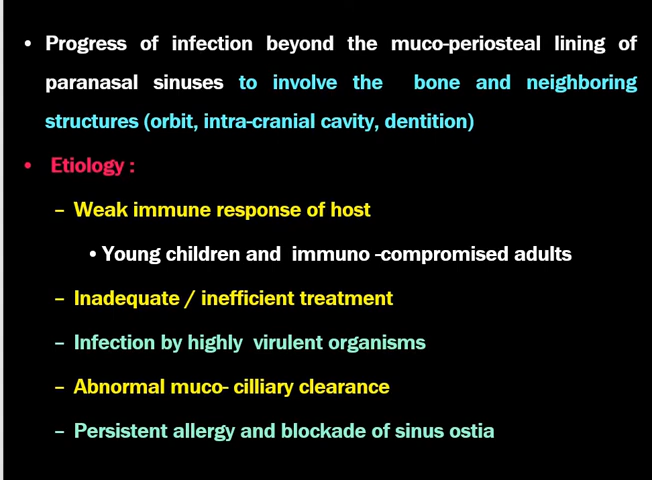 • Progress of infection beyond the muco-periosteal lining of
paranasal sinuses to involve the bone and neighboring
structures (orbit, intra-cranial cavity, dentition)
• Etiology :
– Weak immune response of host
• Young children and immuno -compromised adults
– Inadequate / inefficient treatment
– Infection by highly virulent organisms
– Abnormal muco- cilliary clearance
– Persistent allergy and blockade of sinus ostia